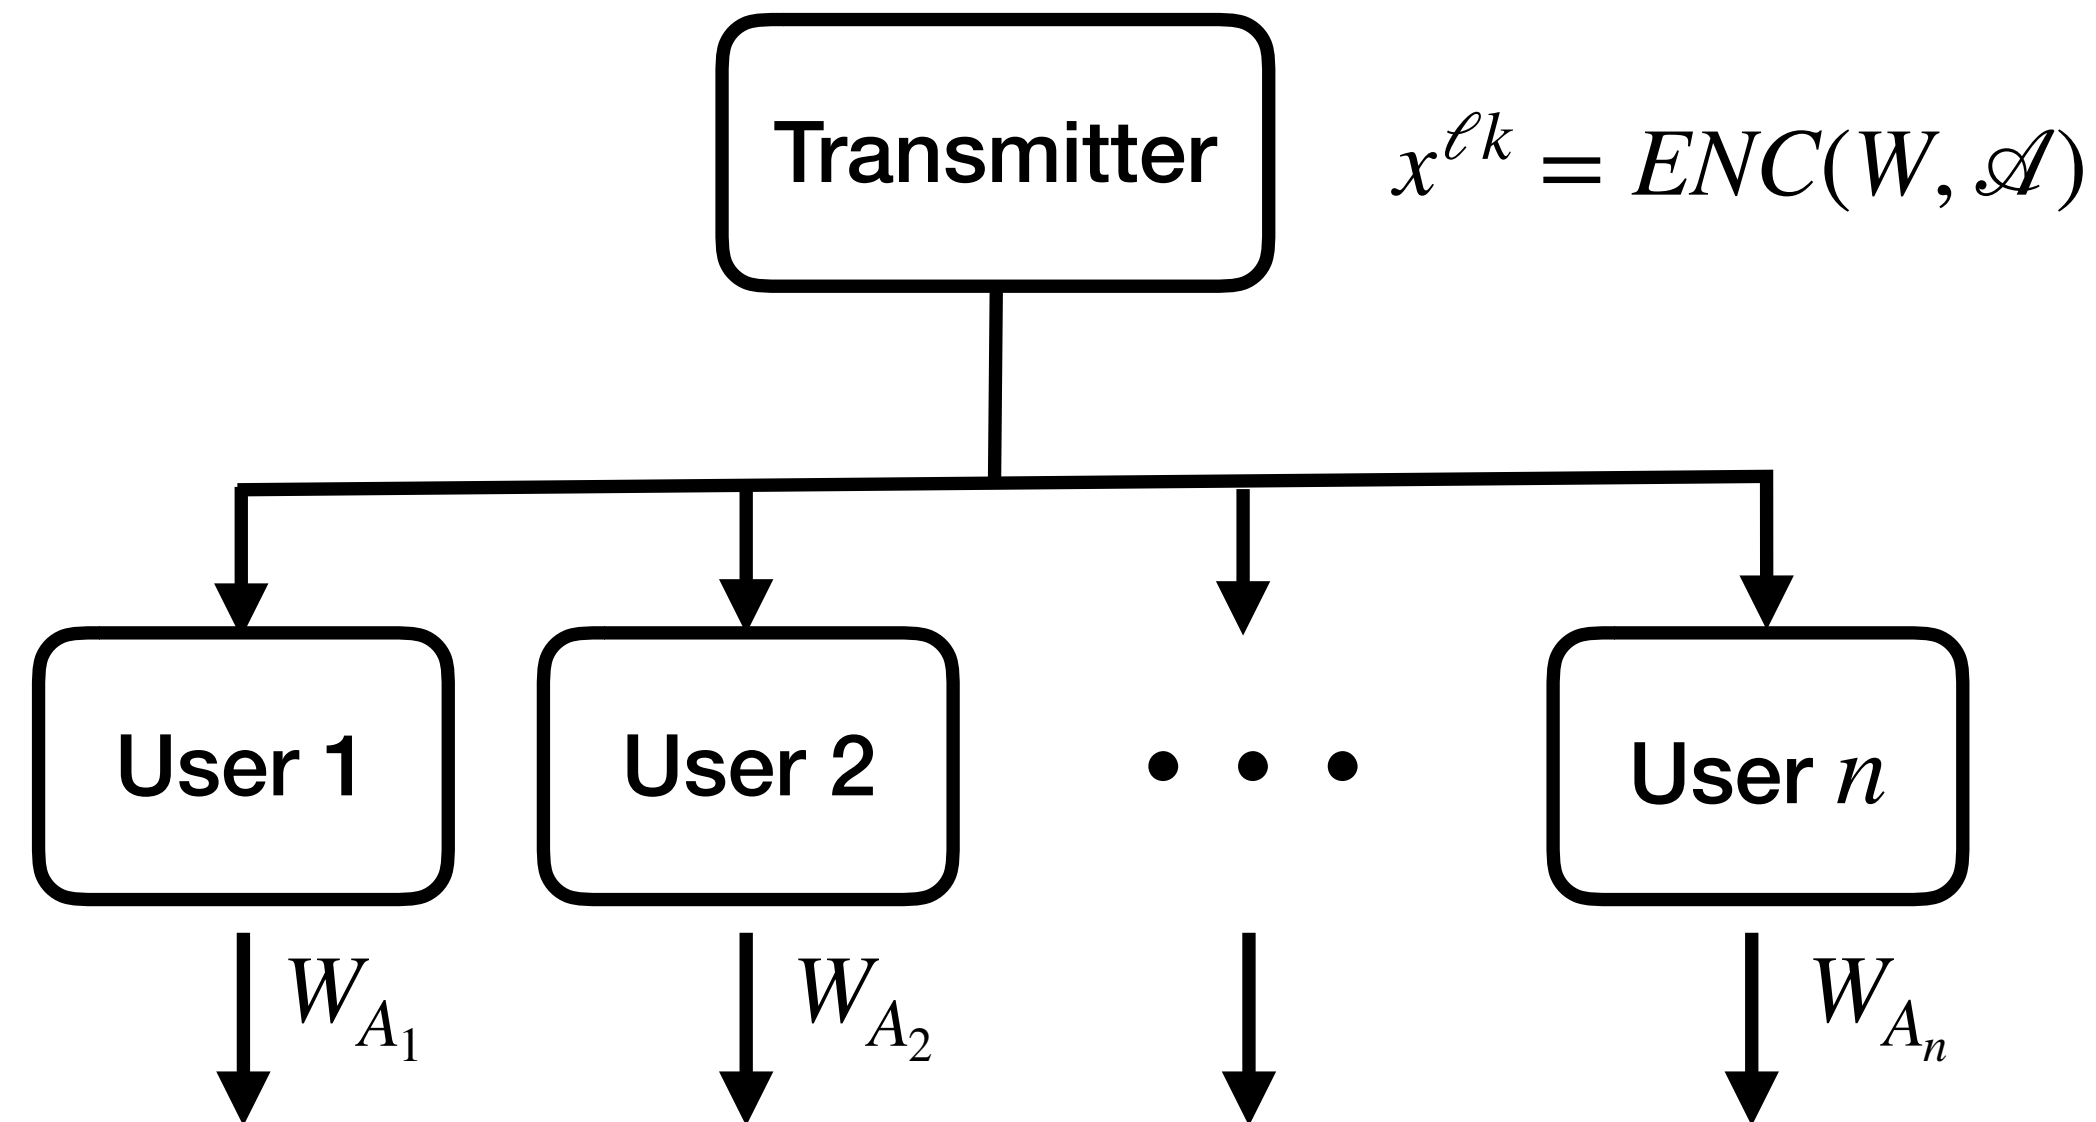 Transmitter
x^{ℓk} = ENC(W, 𝒜)
User 1
User 2
• • •
User n
W_{A_1}
W_{A_2}
W_{A_n}